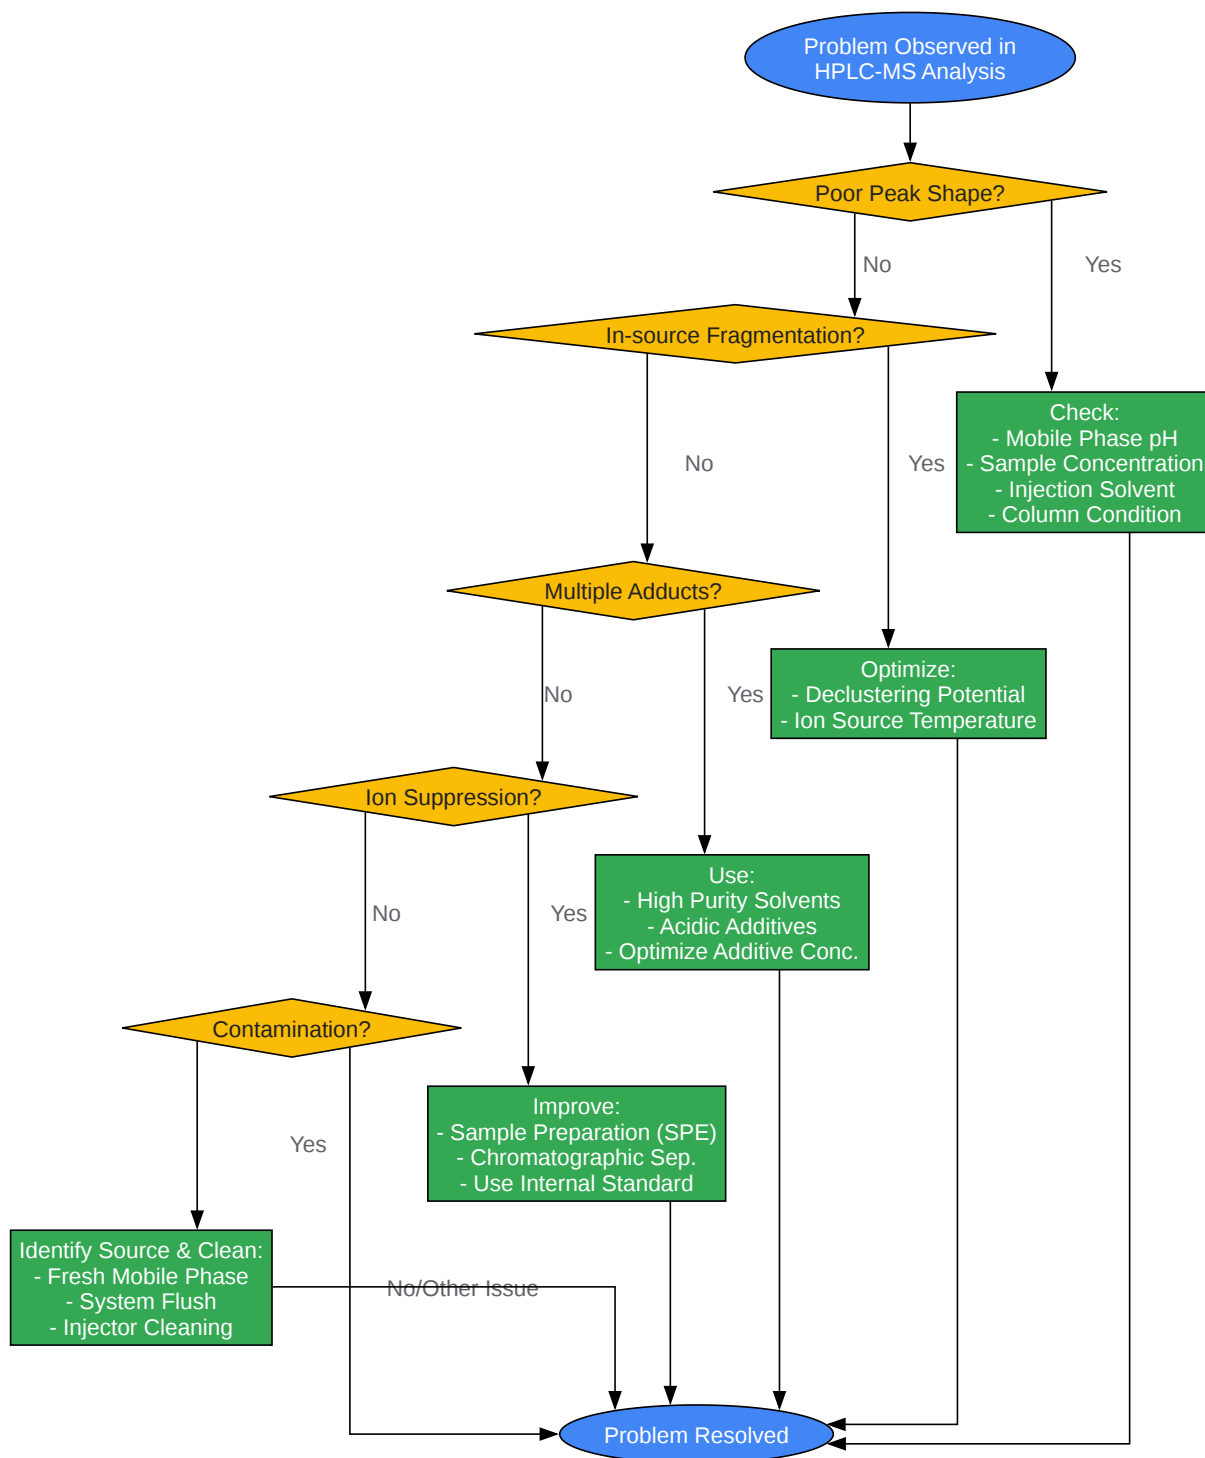 Problem Observed in
HPLC-MS Analysis
Poor Peak Shape?
No
Yes
In-source Fragmentation?
Check:
- Mobile Phase pH
- Sample Concentration
- Injection Solvent
- Column Condition
No
Yes
Multiple Adducts?
Optimize:
- Declustering Potential
- Ion Source Temperature
No
Yes
Ion Suppression?
Use:
- High Purity Solvents
- Acidic Additives
- Optimize Additive Conc.
No
Yes
Contamination?
Improve:
- Sample Preparation (SPE)
- Chromatographic Sep.
- Use Internal Standard
Yes
Identify Source & Clean:
- Fresh Mobile Phase
- System Flush
- Injector Cleaning
No/Other Issue
Problem Resolved